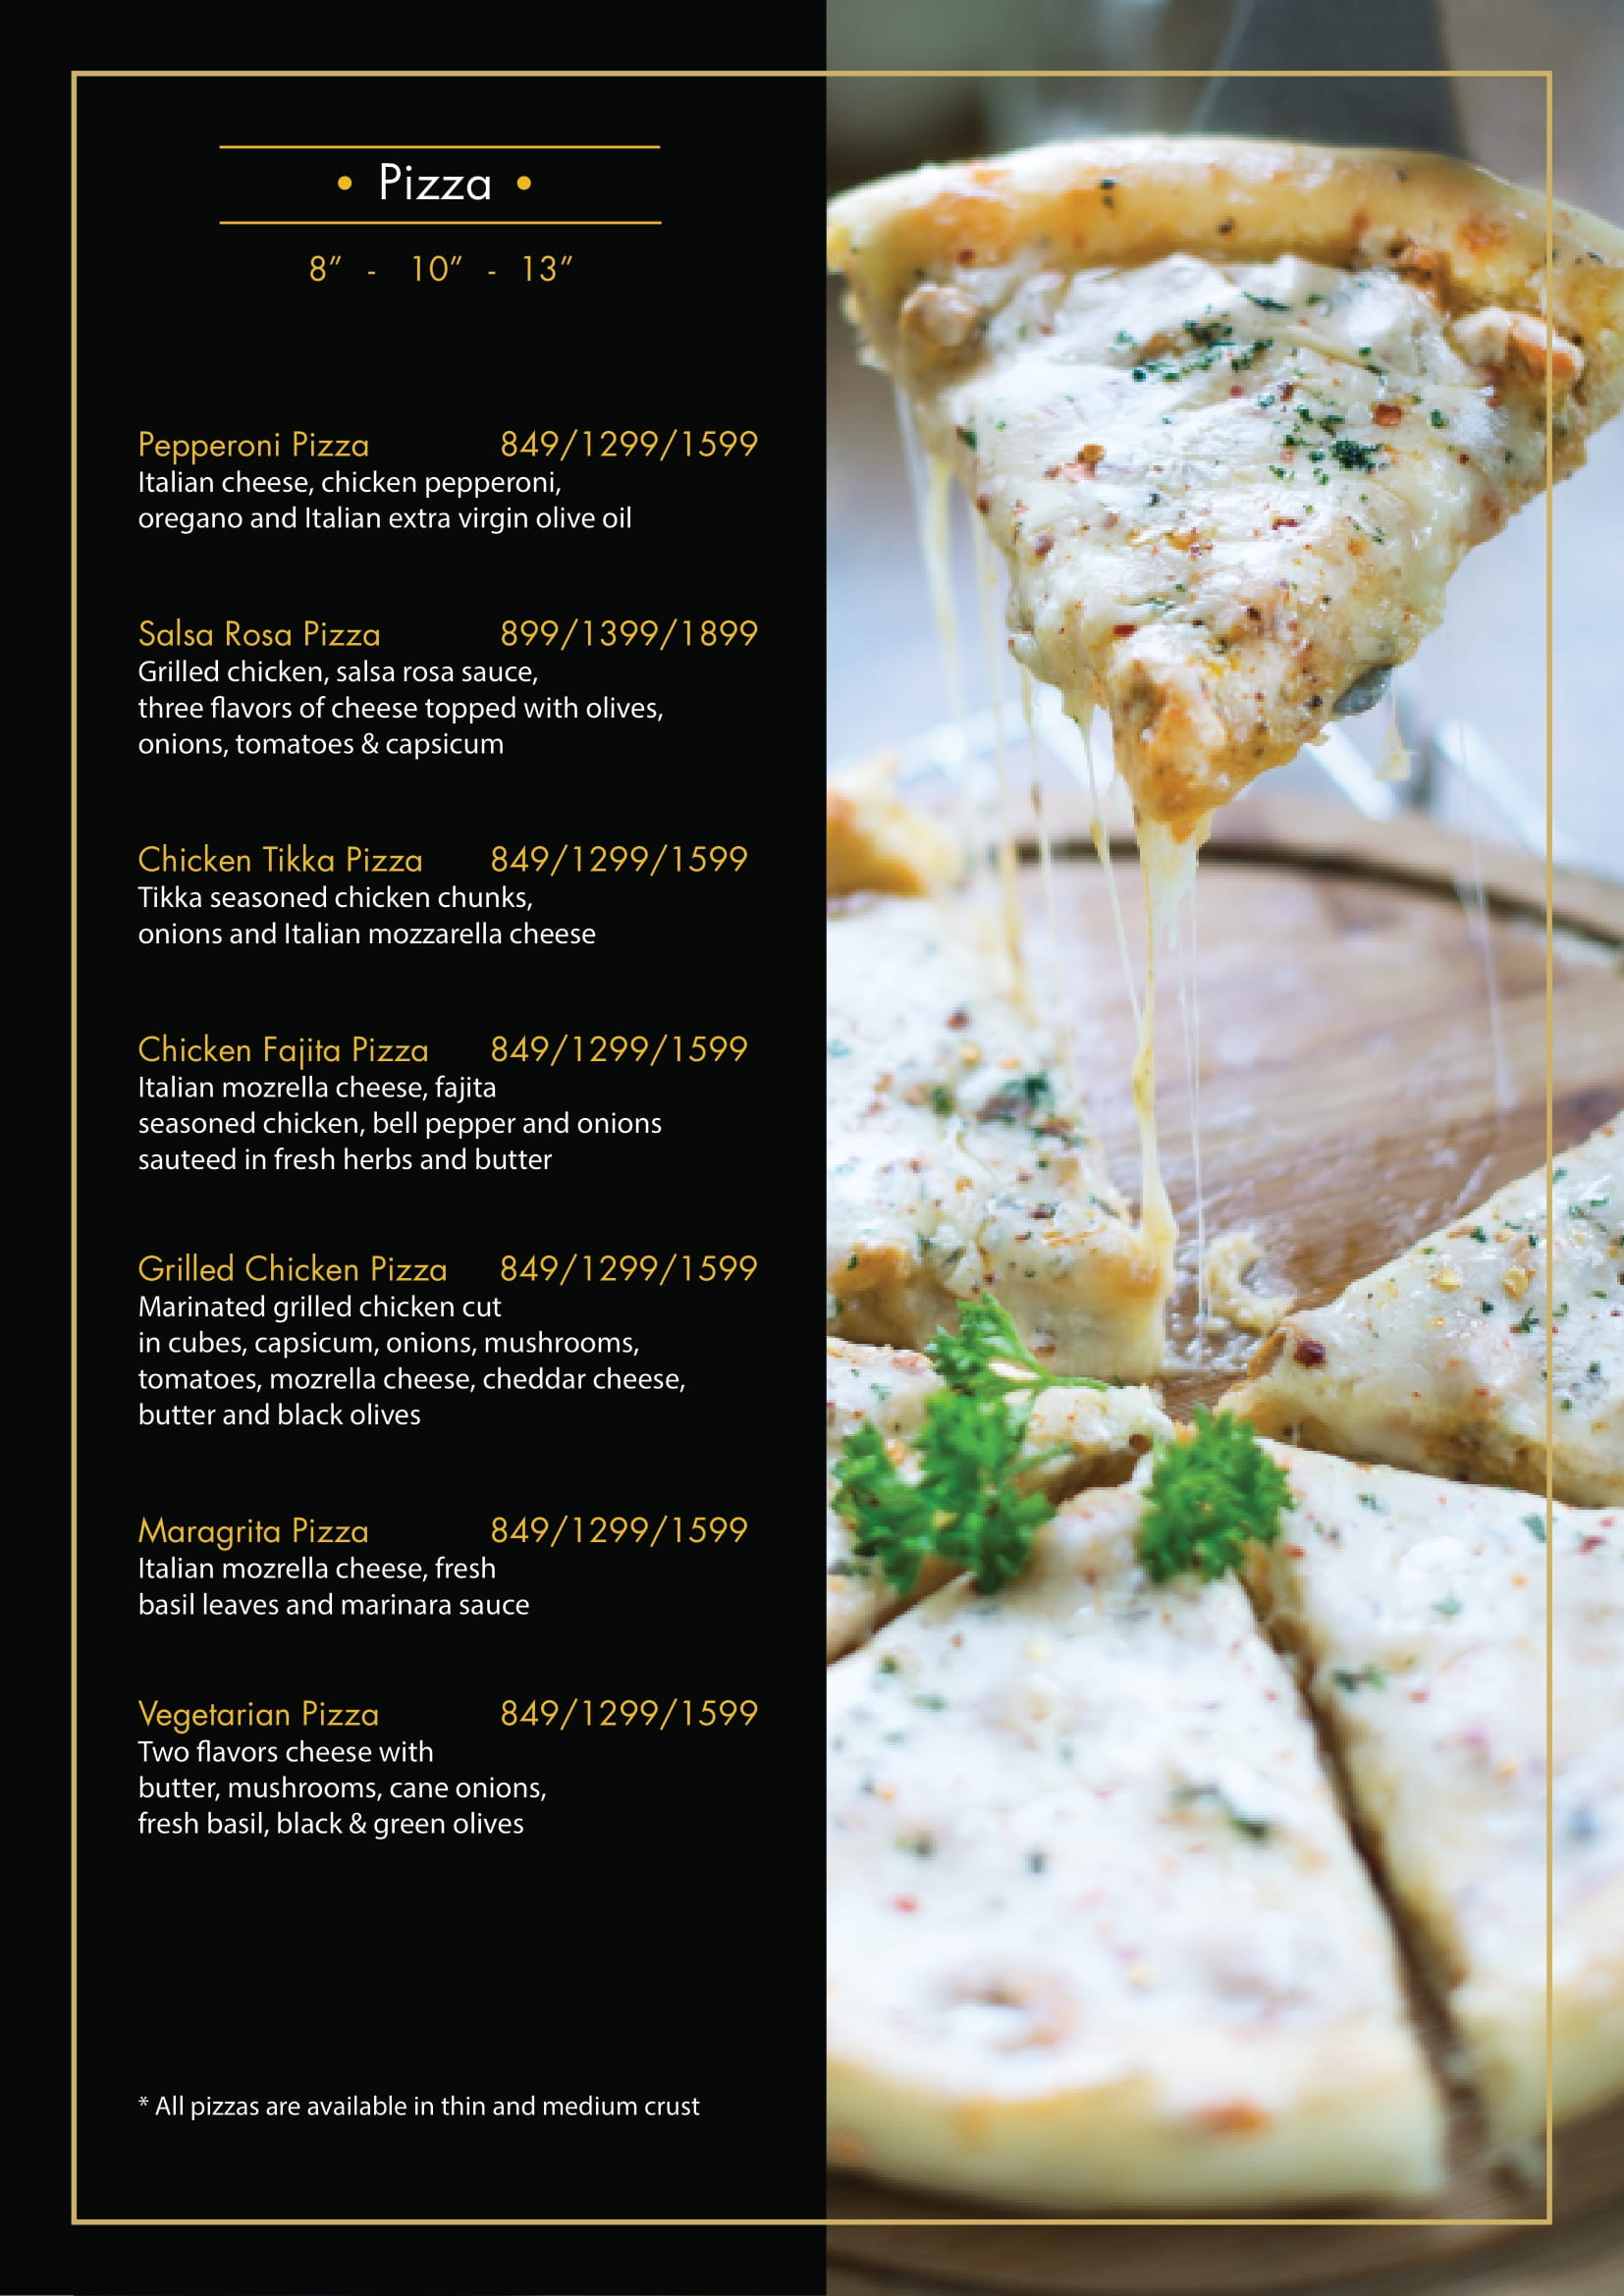 • Pizza •
8” - 10” - 13”
Pepperoni Pizza 849/1299/1599
Italian cheese, chicken pepperoni,
oregano and Italian extra virgin olive oil
Salsa Rosa Pizza 899/1399/1899
Grilled chicken, salsa rosa sauce,
three flavors of cheese topped with olives,
onions, tomatoes & capsicum
Chicken Tikka Pizza 849/1299/1599
Tikka seasoned chicken chunks,
onions and Italian mozzarella cheese
Chicken Fajita Pizza 849/1299/1599
Italian mozrella cheese, fajita
seasoned chicken, bell pepper and onions
sauteed in fresh herbs and butter
Grilled Chicken Pizza 849/1299/1599
Marinated grilled chicken cut
in cubes, capsicum, onions, mushrooms,
tomatoes, mozrella cheese, cheddar cheese,
butter and black olives
Maragrita Pizza 849/1299/1599
Italian mozrella cheese, fresh
basil leaves and marinara sauce
Vegetarian Pizza 849/1299/1599
Two flavors cheese with
butter, mushrooms, cane onions,
fresh basil, black & green olives
* All pizzas are available in thin and medium crust